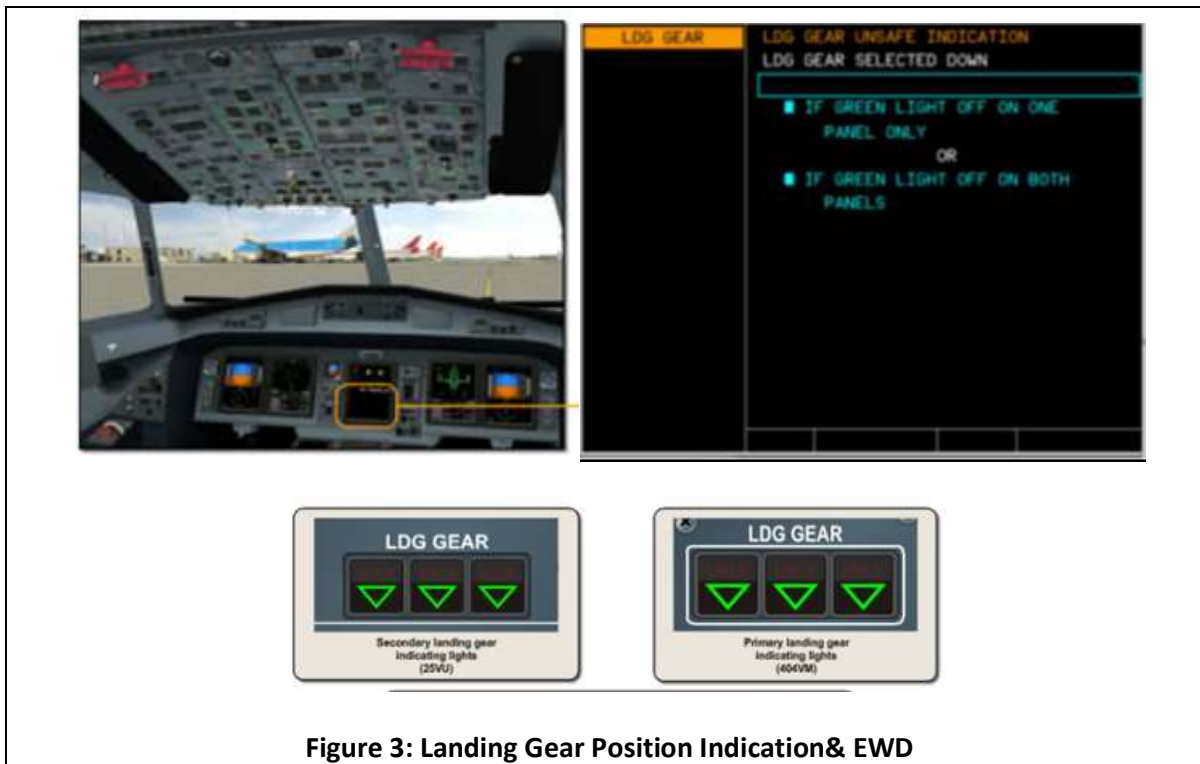 LDG GEAR
LDG GEAR UNSAFE INDICATION
LDG GEAR SELECTED DOWN
IF GREEN LIGHT OFF ON ONE
PANEL ONLY
OR
IF GREEN LIGHT OFF ON BOTH
PANELS
LDG GEAR
Secondary landing gear
indicating lights
(25VU)
LDG GEAR
Primary landing gear
indicating lights
(404VM)
Figure 3: Landing Gear Position Indication& EWD